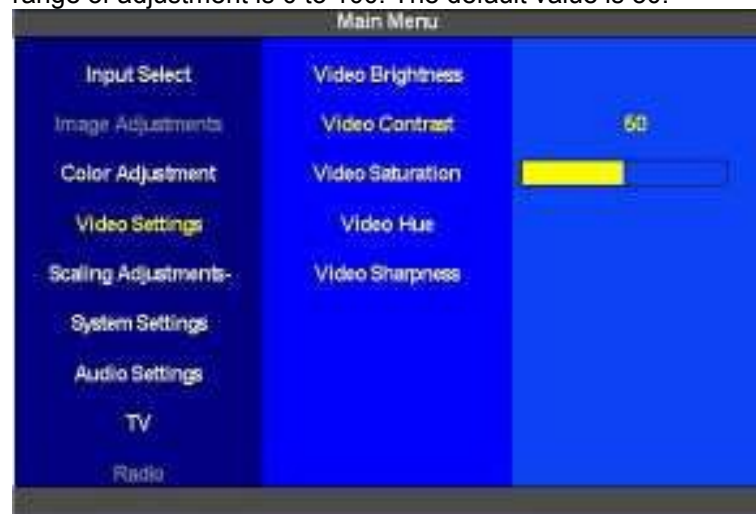 range of adjustment is 0 to 100. The default value is 50.
Main Menu
Input Select
Image Adjustments
Color Adjustment
Video Settings
Scaling Adjustments-
System Settings
Audio Settings
TV
Radio
Video Brightness
Video Contrast
Video Saturation
Video Hue
Video Sharpness
50